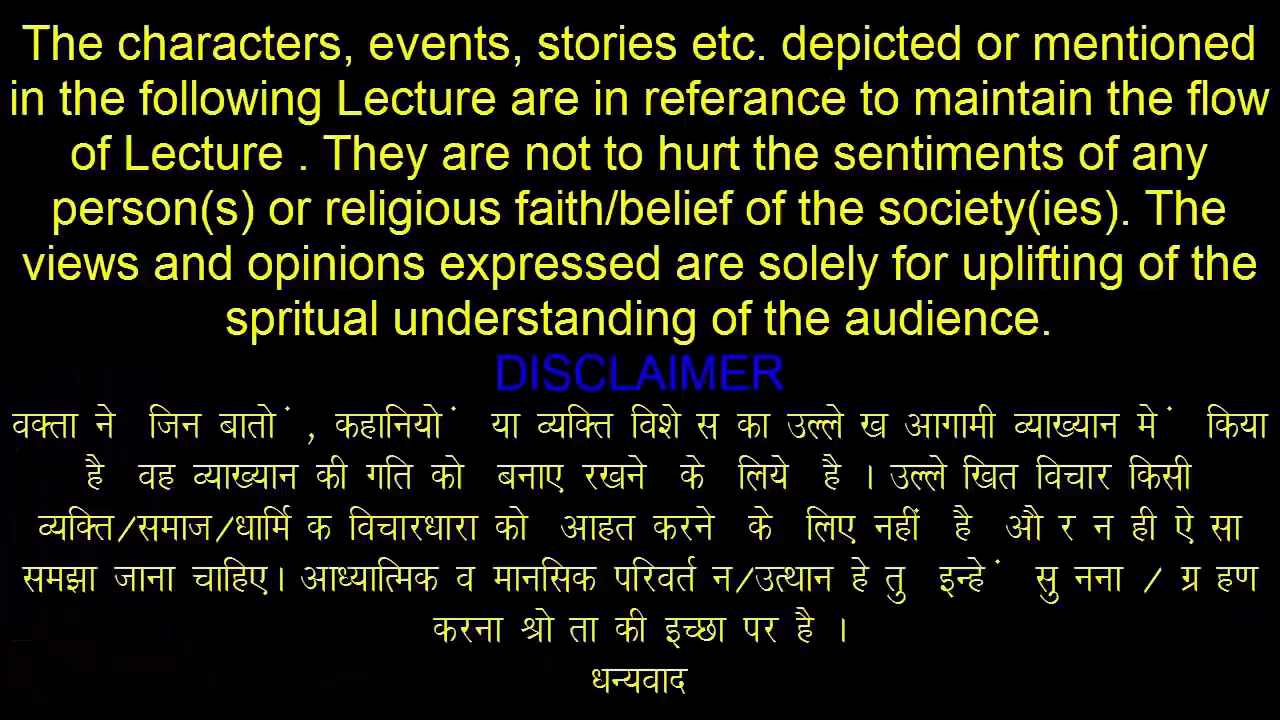 The characters, events, stories etc. depicted or mentioned
in the following Lecture are in referance to maintain the flow
of Lecture . They are not to hurt the sentiments of any
person(s) or religious faith/belief of the society(ies). The
views and opinions expressed are solely for uplifting of the
spritual understanding of the audience.
DISCLAIMER
वक्ता ने जिन बातों , कहानियों या व्यक्ति विशे स का उल्ले ख आगामी व्याख्यान में किया
है वह व्याख्यान की गति को बनाए रखने के लिये है । उल्ले खित विचार किसी
व्यक्ति/समाज/धार्मि क विचारधारा को आहत करने के लिए नहीं है औ र न ही ऐ सा
समझा जाना चाहिए। आध्यात्मिक व मानसिक परिवर्त न/उत्थान हे तु इन्हें सु नना / ग्र हण
करना श्रो ता की इच्छा पर है ।
धन्यवाद